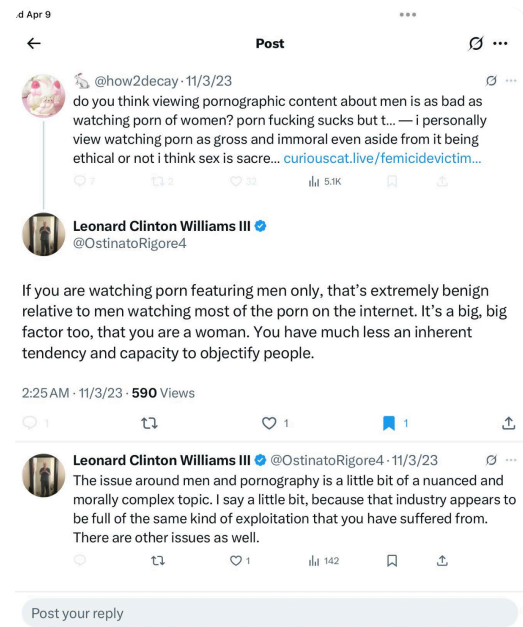 .d Apr 9
Post
@how2decay · 11/3/23
do you think viewing pornographic content about men is as bad as
watching porn of women? porn fucking sucks but t... — i personally
view watching porn as gross and immoral even aside from it being
ethical or not i think sex is sacre... curiouscat.live/femicidevictim...
7 2 33 5.1K
Leonard Clinton Williams III
@OstinatoRigore4
If you are watching porn featuring men only, that's extremely benign
relative to men watching most of the porn on the internet. It's a big, big
factor too, that you are a woman. You have much less an inherent
tendency and capacity to objectify people.
2:25 AM · 11/3/23 · 590 Views
1 1 1
Leonard Clinton Williams III @OstinatoRigore4 · 11/3/23
The issue around men and pornography is a little bit of a nuanced and
morally complex topic. I say a little bit, because that industry appears to
be full of the same kind of exploitation that you have suffered from.
There are other issues as well.
1 142
Post your reply